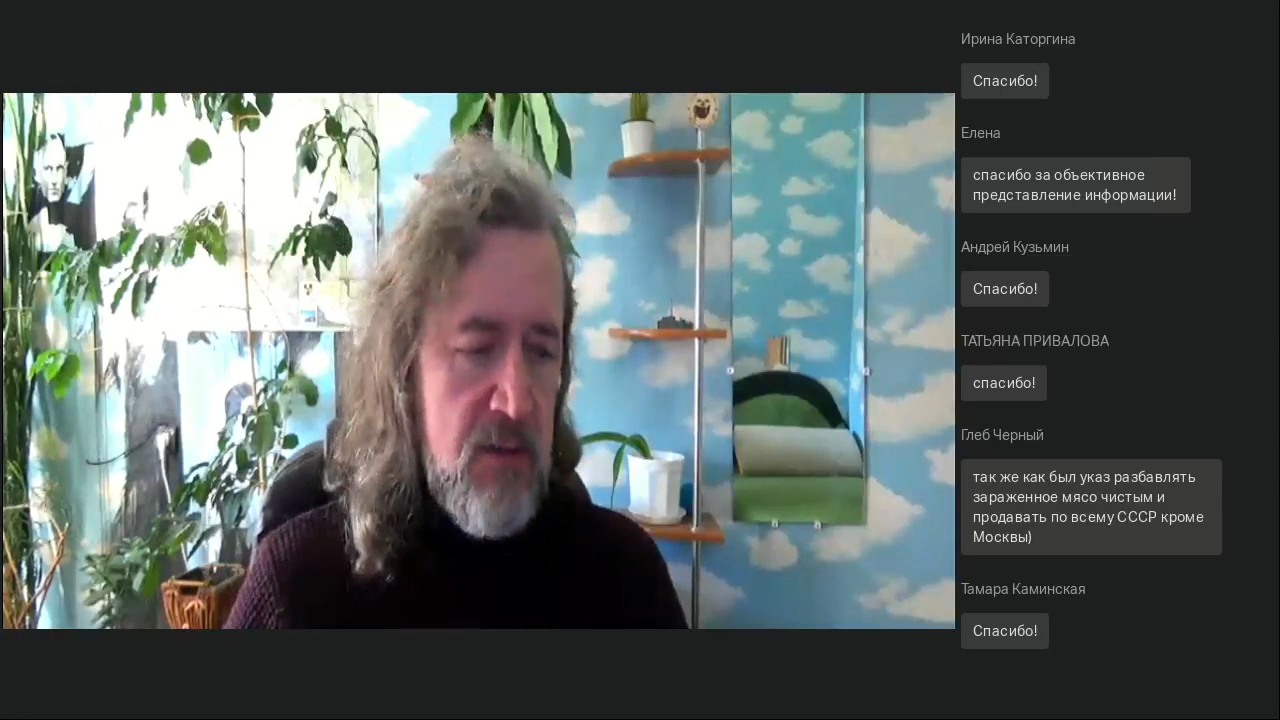 Ирина Каторгина
Спасибо!
Елена
спасибо за объективное
представление информации!
Андрей Кузьмин
Спасибо!
ТАТЬЯНА ПРИВАЛОВА
спасибо!
Глеб Черный
так же как был указ разбавлять
зараженное мясо чистым и
продавать по всему СССР кроме
Москвы)
Тамара Каминская
Спасибо!